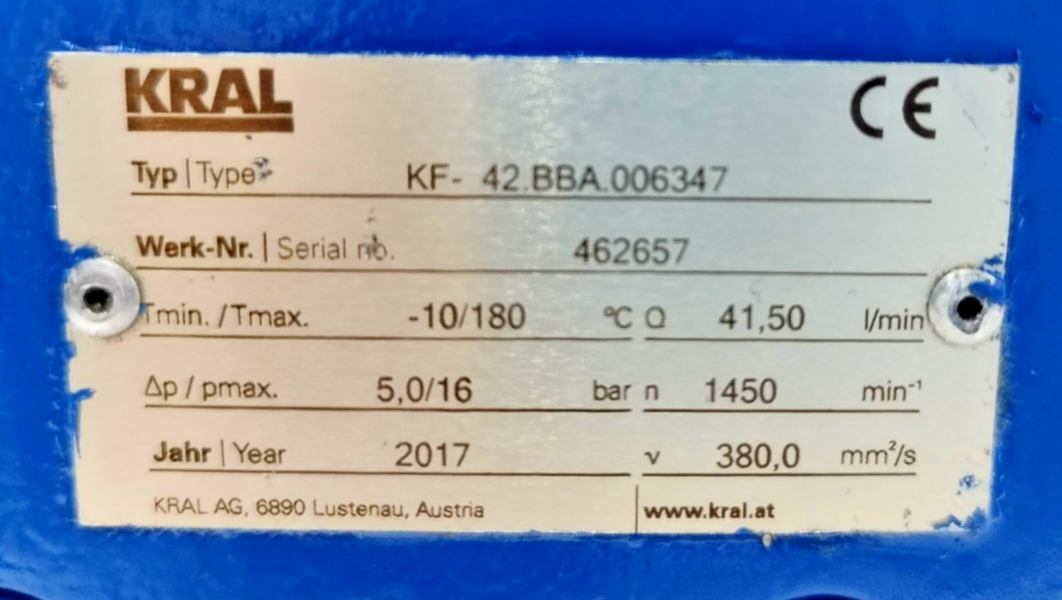 KRAL CE
Typ | Type KF- 42.BBA.006347
Werk-Nr. | Serial no. 462657
Tmin. / Tmax. -10/180 °C Q 41,50 l/min
Δp / pmax. 5,0/16 bar n 1450 min⁻¹
Jahr | Year 2017 ν 380,0 mm²/s
KRAL AG, 6890 Lustenau, Austria www.kral.at